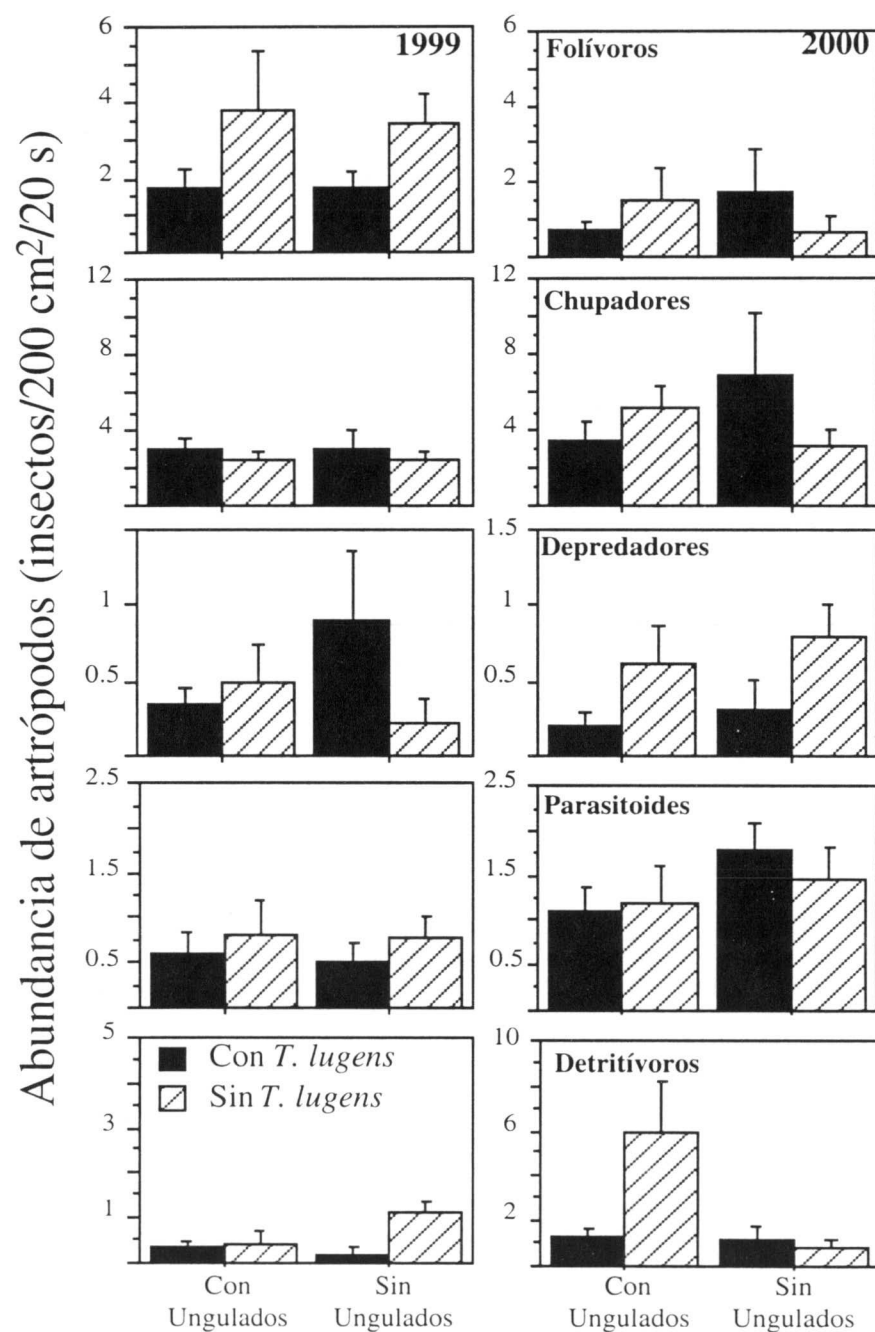 Abundancia de artrópodos (insectos/200 cm²/20 s)
1999
6
4
2
Folívoros
2000
6
4
2
12
8
4
Chupadores
12
8
4
1
0.5
Depredadores
1.5
1
0.5
2.5
1.5
0.5
Parasitoides
2.5
1.5
0.5
5
3
1
Con T. lugens
Sin T. lugens
Detritívoros
10
6
2
Con
Ungulados
Sin
Ungulados
Con
Ungulados
Sin
Ungulados